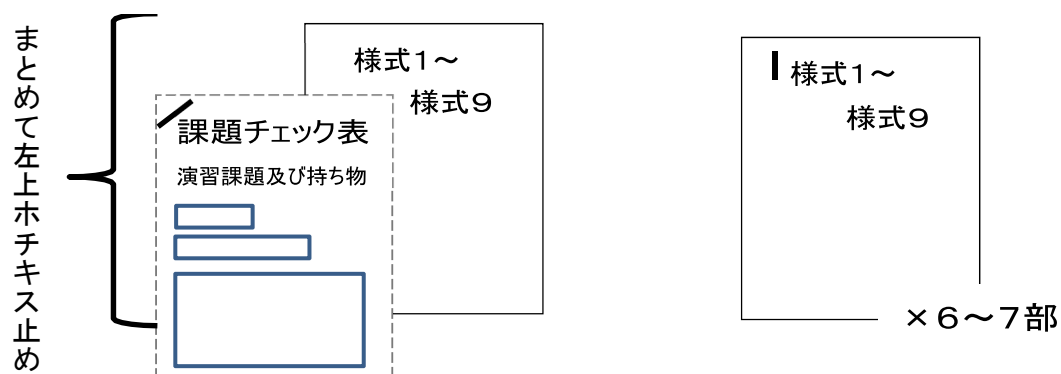 まとめて左上ホチキス止め
様式1～
様式9
課題チェック表
演習課題及び持ち物
様式1～
様式9
×6～7部